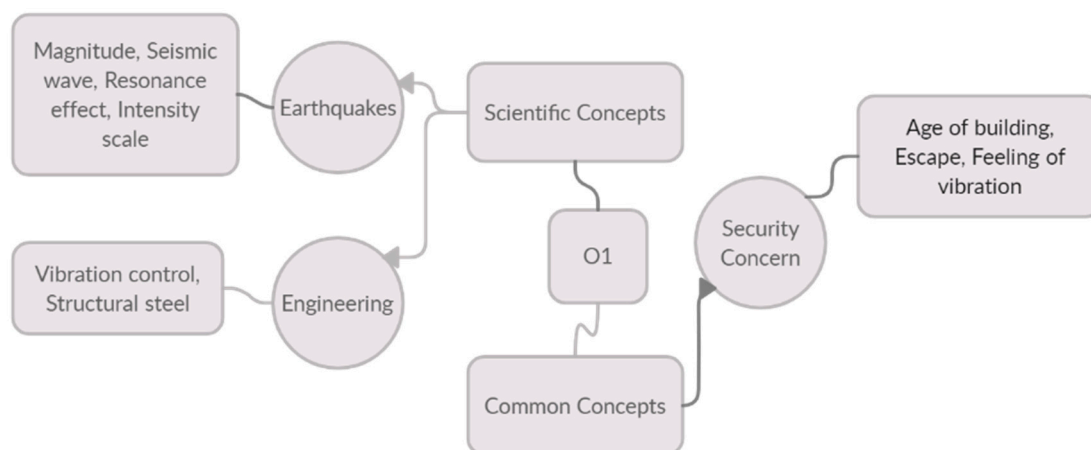 Magnitude, Seismic
wave, Resonance
effect, Intensity
scale
Earthquakes
Scientific Concepts
Age of building,
Escape, Feeling of
vibration
Security
Concern
O1
Vibration control,
Structural steel
Engineering
Common Concepts